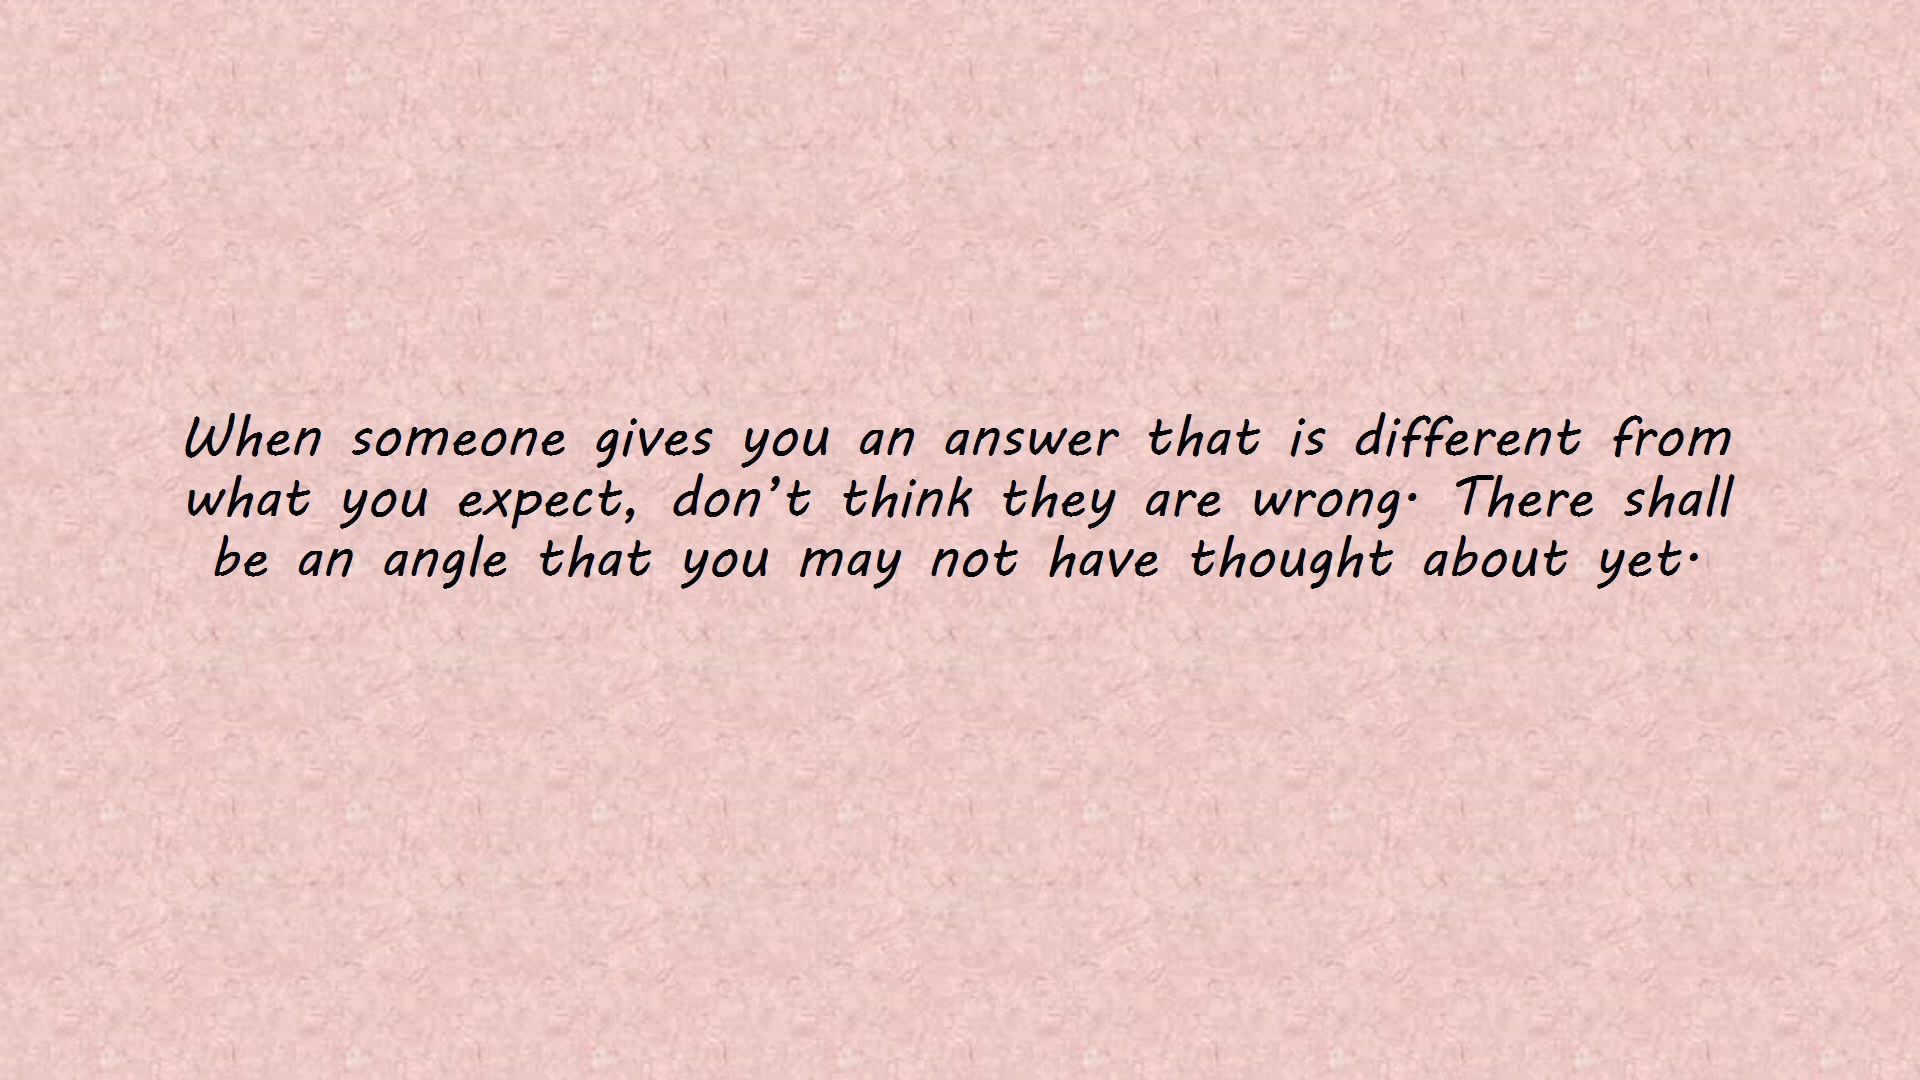 When someone gives you an answer that is different from
what you expect, don’t think they are wrong. There shall
be an angle that you may not have thought about yet.